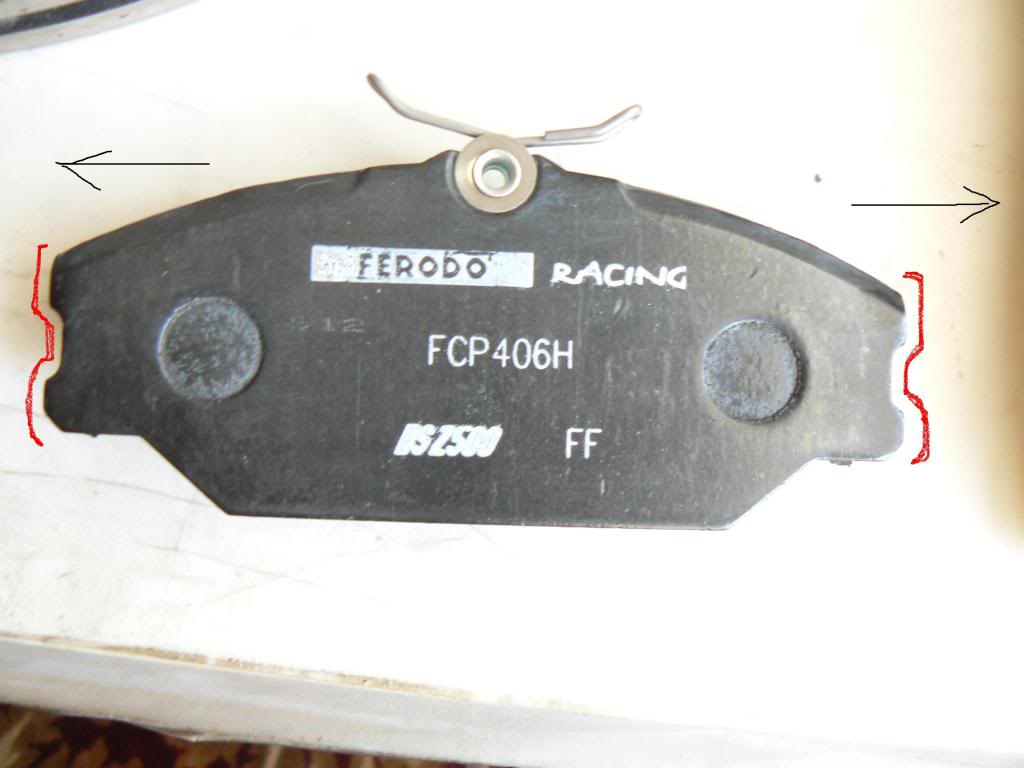 FERODO RACING
FCP406H
DS2500 FF